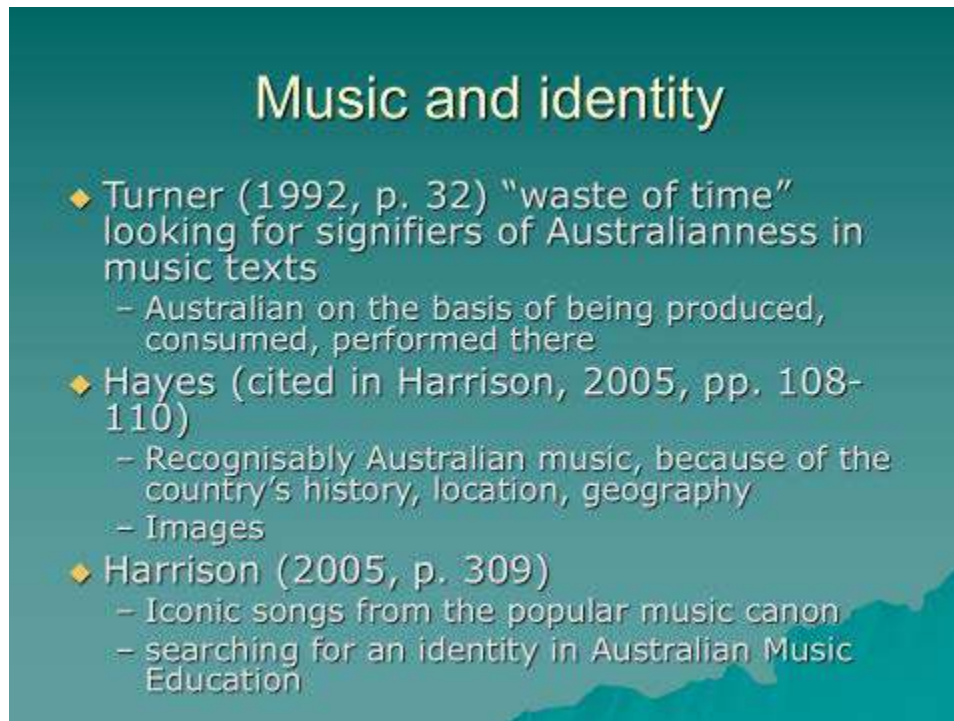 Music and identity
Turner (1992, p. 32) “waste of time”
looking for signifiers of Australianness in
music texts
– Australian on the basis of being produced,
consumed, performed there
Hayes (cited in Harrison, 2005, pp. 108-
110)
– Recognisably Australian music, because of the
country’s history, location, geography
– Images
Harrison (2005, p. 309)
– Iconic songs from the popular music canon
– searching for an identity in Australian Music
Education